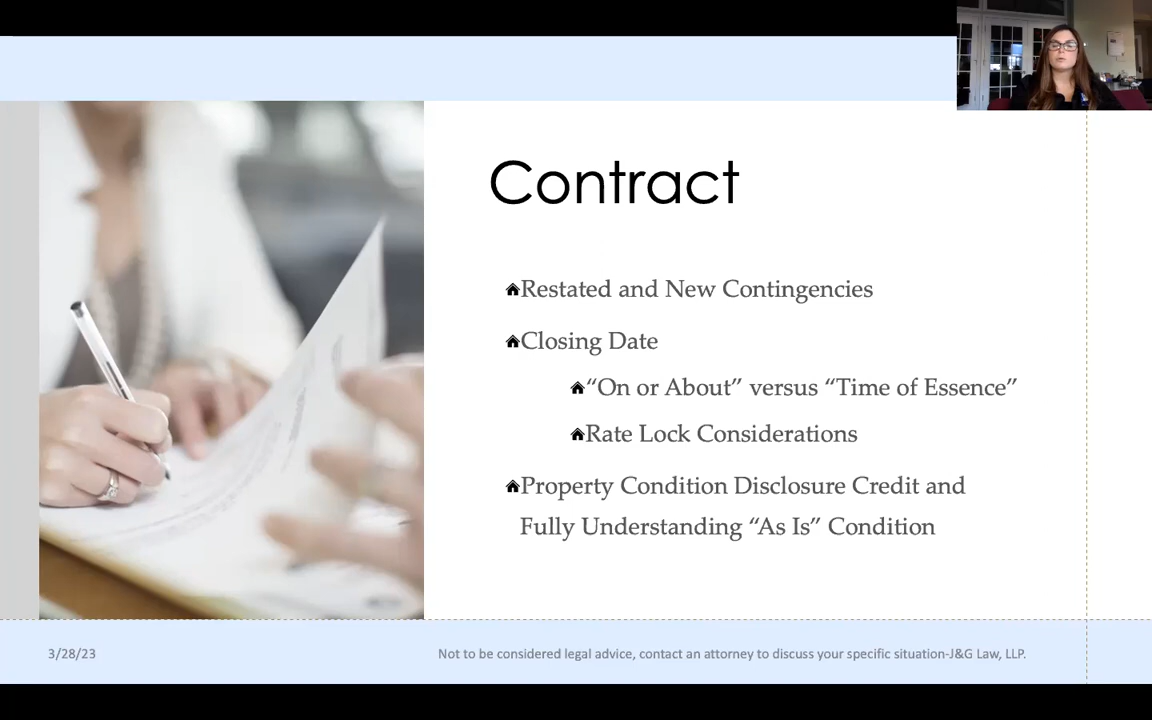 Contract
Restated and New Contingencies
Closing Date
“On or About” versus “Time of Essence”
Rate Lock Considerations
Property Condition Disclosure Credit and
Fully Understanding “As Is” Condition
3/28/23
Not to be considered legal advice, contact an attorney to discuss your specific situation-J&G Law, LLP.